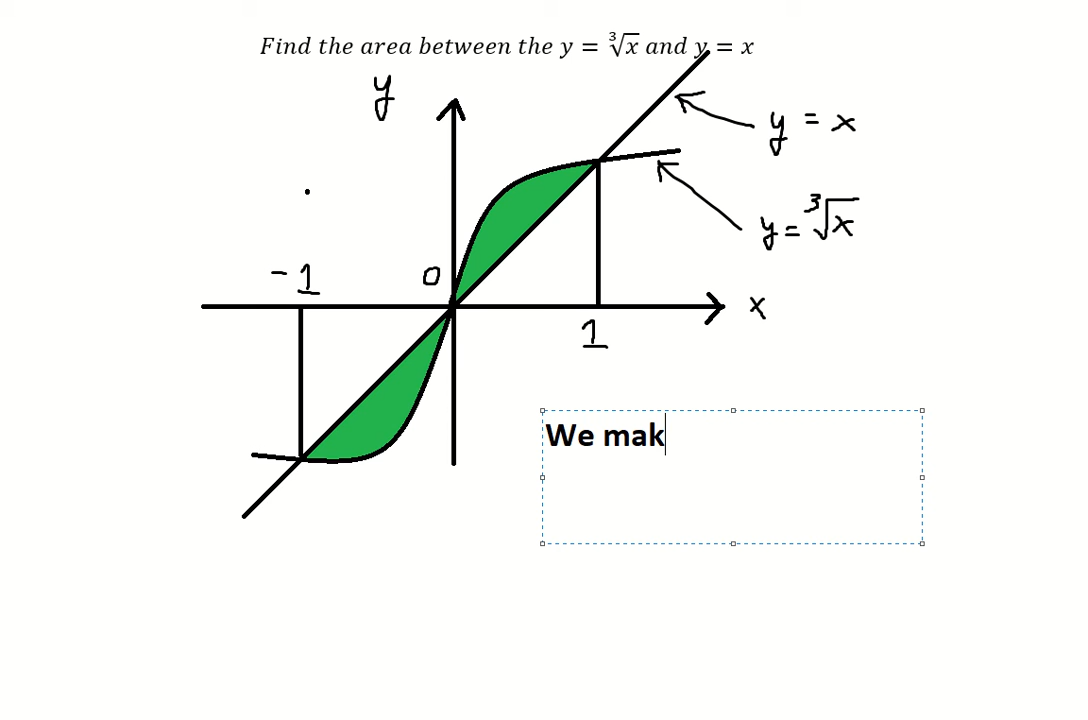 Find the area between the y = ∛x and y = x
y
y = x
y = ∛x
-1
0
x
1
We mak